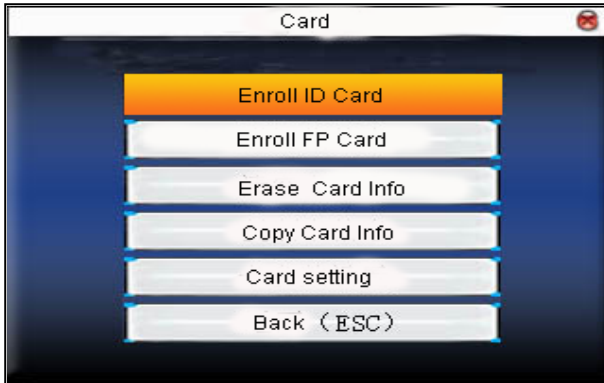 Card
Enroll ID Card
Enroll FP Card
Erase Card Info
Copy Card Info
Card setting
Back （ESC）